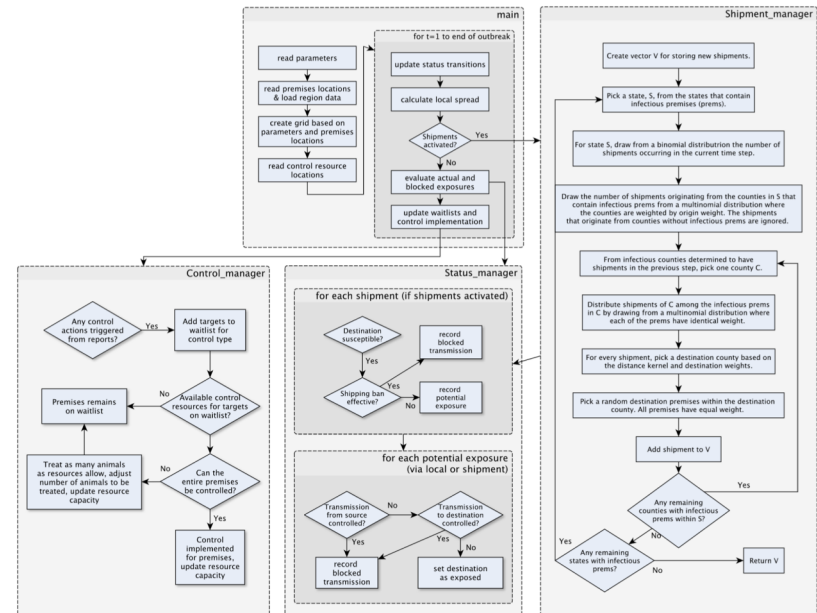 main
for t=1 to end of outbreak
read parameters
read premises locations
& load region data
create grid based on
parameters and premises
locations
read control resource
locations
update status transitions
calculate local spread
Shipments
activated?
Yes
No
evaluate actual and
blocked exposures
update waitlists and
control implementation
Shipment_manager
Create vector V for storing new shipments.
Pick a state, S, from the states that contain
infectious premises (prems).
For state S, draw from a binomial distribution the number of
shipments occurring in the current time step.
Draw the number of shipments originating from the counties in S that
contain infectious prems from a multinomial distribution where
the counties are weighted by origin weight. The shipments
that originate from counties without infectious prems are ignored.
From infectious counties determined to have
shipments in the previous step, pick one county C.
Distribute shipments of C among the infectious prems
in C by drawing from a multinomial distribution where
each of the prems have identical weight.
For every shipment, pick a destination county based on
the distance kernel and destination weights.
Pick a random destination premises within the destination
county. All premises have equal weight.
Add shipment to V
Any remaining
counties with infectious
prems within S?
Yes
No
Any remaining
states with infectious
prems?
Yes
No
Return V
Control_manager
Any control
actions triggered
from reports?
Yes
Add targets to
waitlist for
control type
Available control
resources for targets
on waitlist?
No
Premises remains
on waitlist
Can the
entire premises
be controlled?
No
Treat as many animals
as resources allow, adjust
number of animals to be
treated, update resource
capacity
Yes
Control
implemented
for premises,
update resource
capacity
Status_manager
for each shipment (if shipments activated)
Destination
susceptible?
Yes
Shipping ban
effective?
Yes
No
record
blocked
transmission
record
potential
exposure
for each potential exposure
(via local or shipment)
Transmission
from source
controlled?
No
Transmission
to destination
controlled?
Yes
Yes
No
record
blocked
transmission
set destination
as exposed